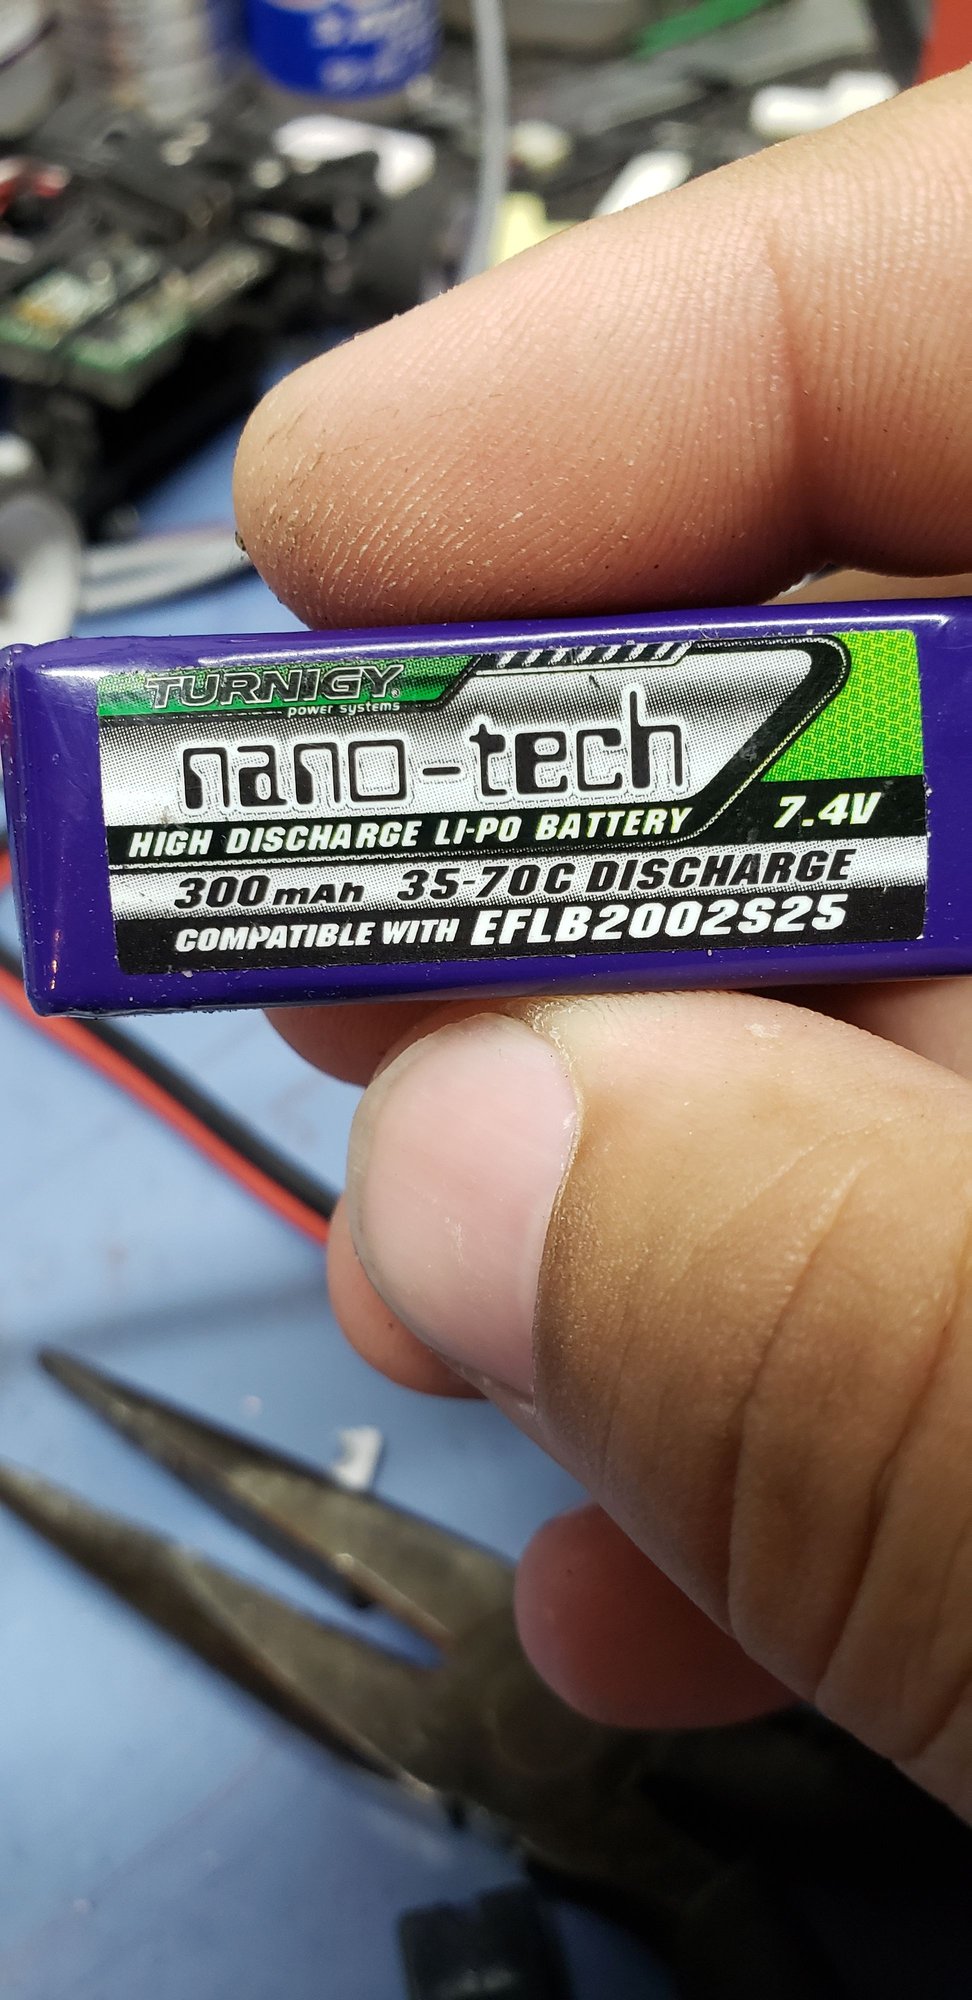 TURNIGY
power systems
nano-tech
HIGH DISCHARGE LI-PO BATTERY
7.4V
300mAh 35-70C DISCHARGE
COMPATIBLE WITH EFLB2002S25